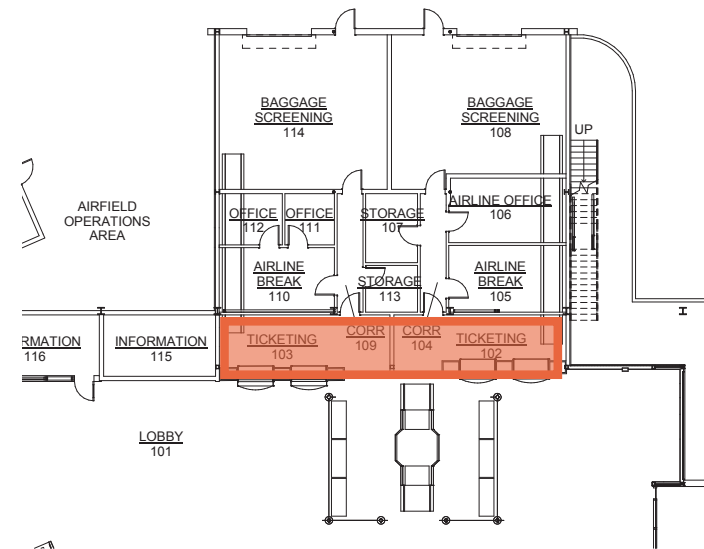 BAGGAGE
SCREENING
114
BAGGAGE
SCREENING
108
UP
AIRFIELD
OPERATIONS
AREA
OFFICE
112
OFFICE
111
STORAGE
107
AIRLINE OFFICE
106
AIRLINE
BREAK
110
STORAGE
113
AIRLINE
BREAK
105
RMATION
116
INFORMATION
115
TICKETING
103
CORR
109
CORR
104
TICKETING
102
LOBBY
101